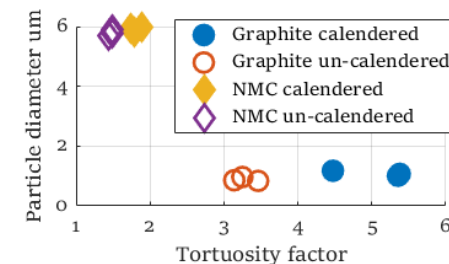 Particle diameter um
6
4
2
0
Graphite calendered
Graphite un-calendered
NMC calendered
NMC un-calendered
1 2 3 4 5 6
Tortuosity factor